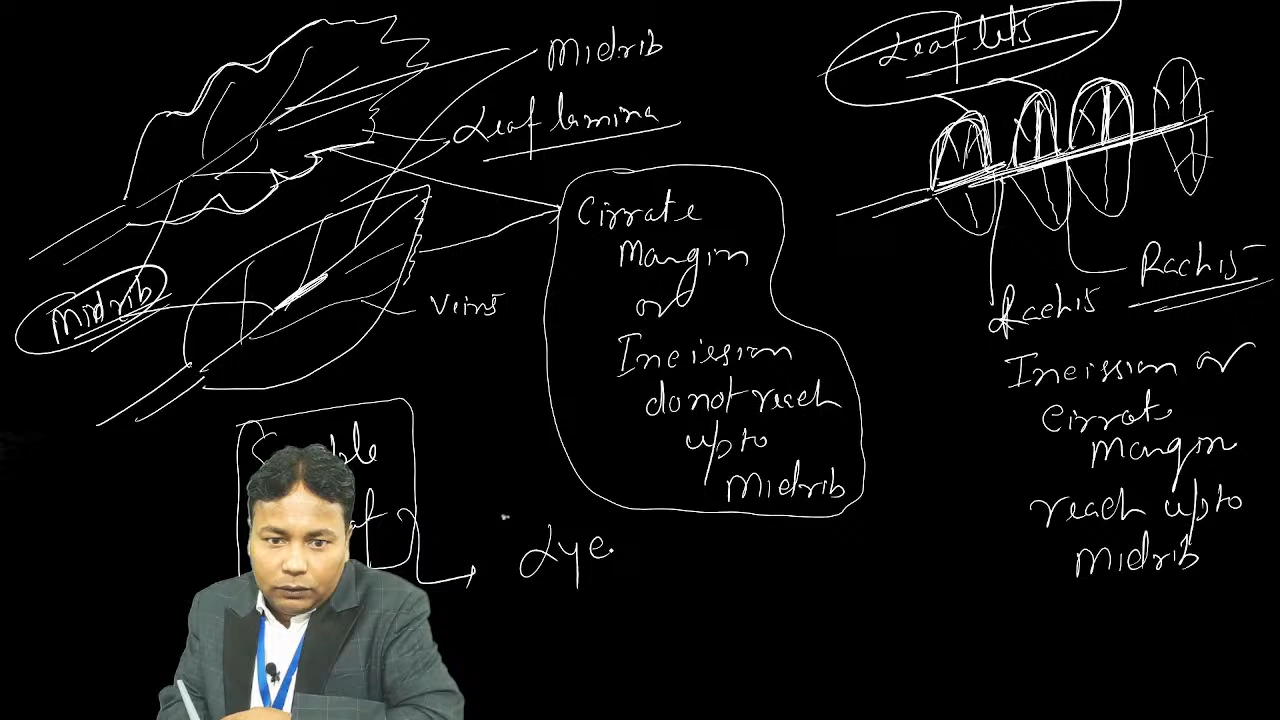 Midrib
Leaf lamina
Midrib
Veins
Cirrate
Margin
or
Incission
do not reach
upto
Midrib
Leaflets
Rachis
Rachis
Incission or
cirrate
Margin
reach upto
Midrib